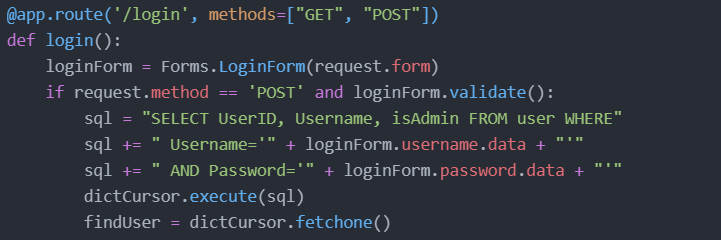 @app.route('/login', methods=["GET", "POST"])
def login():
    loginForm = Forms.LoginForm(request.form)
    if request.method == 'POST' and loginForm.validate():
        sql = "SELECT UserID, Username, isAdmin FROM user WHERE"
        sql += " Username='" + loginForm.username.data + "'"
        sql += " AND Password='" + loginForm.password.data + "'"
        dictCursor.execute(sql)
        findUser = dictCursor.fetchone()